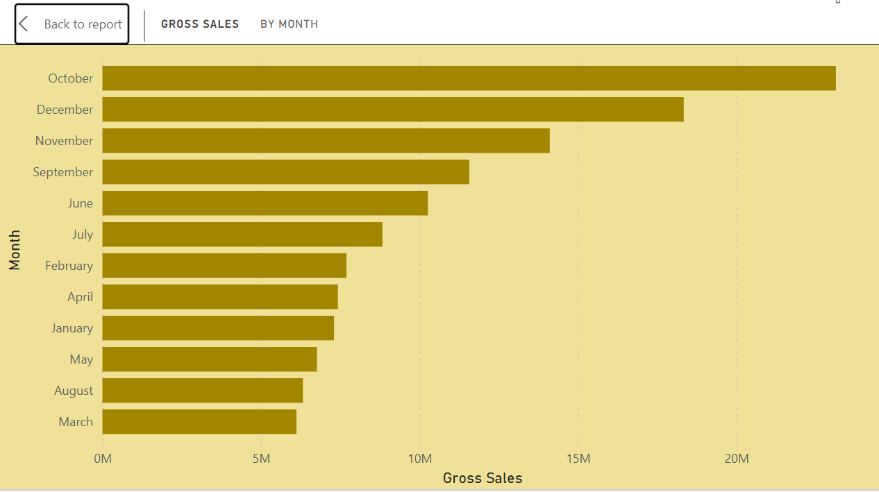 Back to report
GROSS SALES BY MONTH
Month
October
December
November
September
June
July
February
April
January
May
August
March
0M 5M 10M 15M 20M
Gross Sales